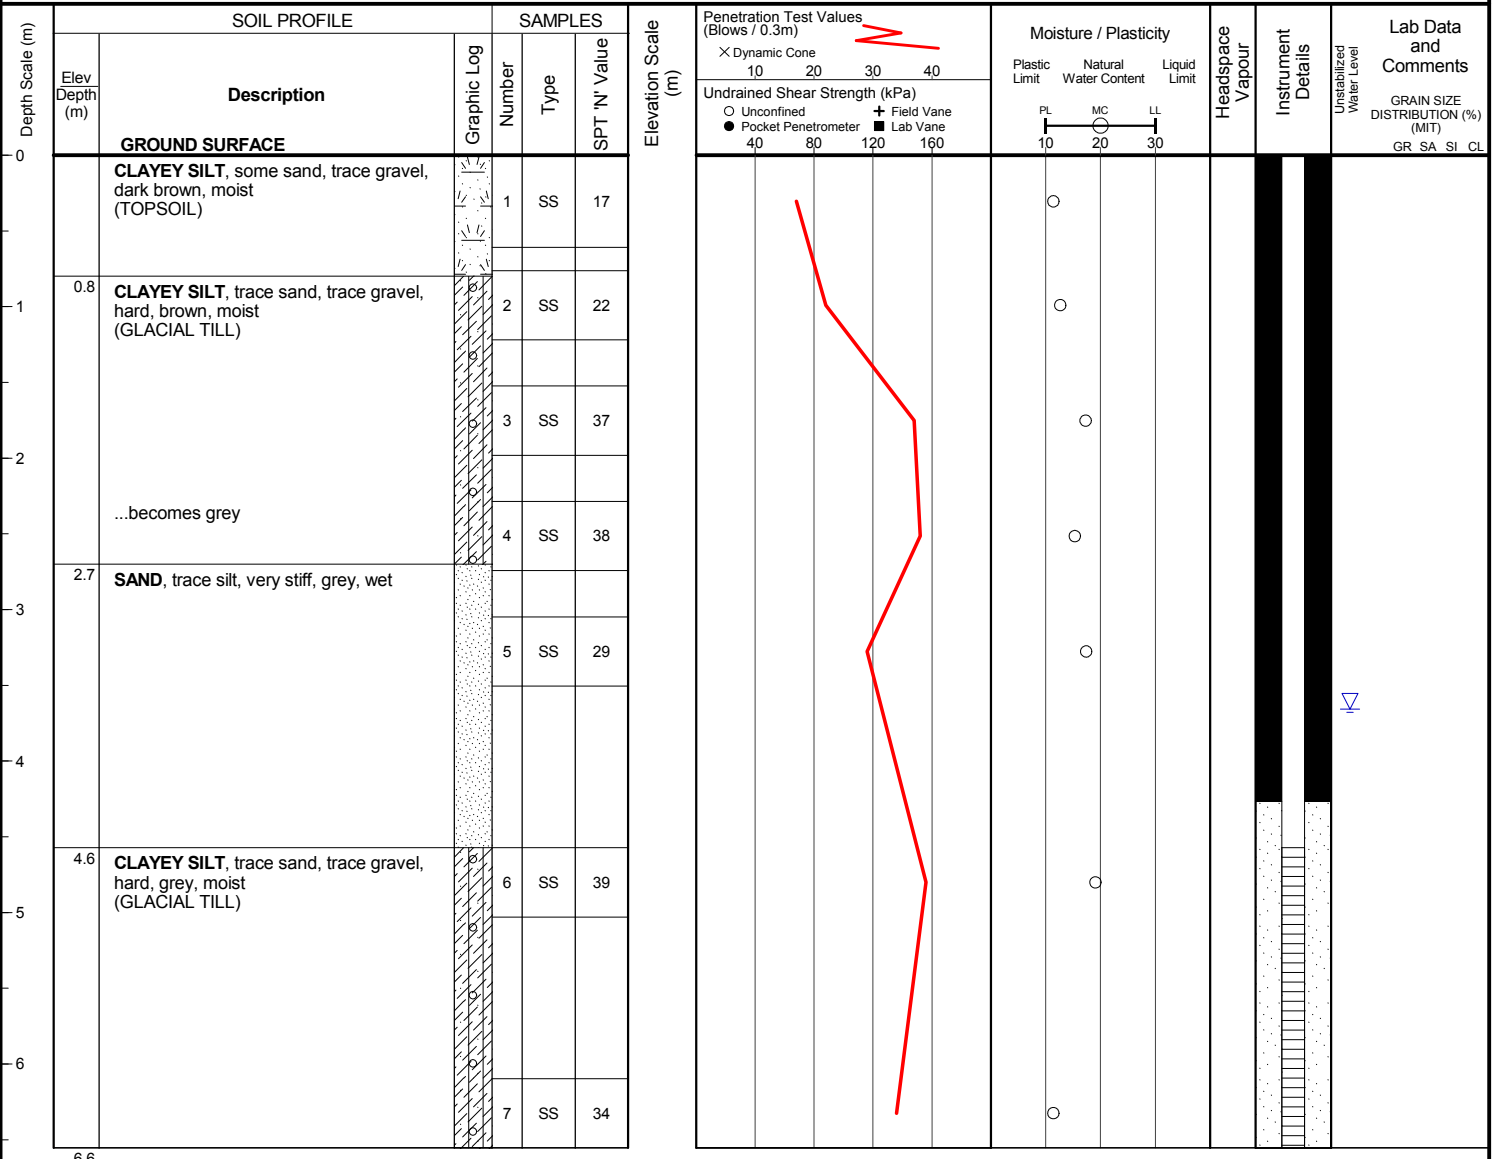 SOIL PROFILE
SAMPLES
Depth Scale (m)
Elev
Depth
(m)
Description
GROUND SURFACE
Graphic Log
Number
Type
SPT 'N' Value
Elevation Scale
(m)
Penetration Test Values
(Blows / 0.3m)
× Dynamic Cone
10 20 30 40
Undrained Shear Strength (kPa)
Unconfined
Field Vane
Pocket Penetrometer
Lab Vane
40 80 120 160
Moisture / Plasticity
Plastic Natural Liquid
Limit Water Content Limit
PL MC LL
10 20 30
Headspace
Vapour
Instrument
Details
Unstabilized
Water Level
Lab Data
and
Comments
GRAIN SIZE
DISTRIBUTION (%)
(MIT)
GR SA SI CL
0
CLAYEY SILT, some sand, trace gravel,
dark brown, moist
(TOPSOIL)
1 SS 17
0.8
CLAYEY SILT, trace sand, trace gravel,
hard, brown, moist
(GLACIAL TILL)
1
2 SS 22
3 SS 37
2
...becomes grey
4 SS 38
2.7
SAND, trace silt, very stiff, grey, wet
3
5 SS 29
4
4.6
CLAYEY SILT, trace sand, trace gravel,
hard, grey, moist
(GLACIAL TILL)
6 SS 39
5
6
7 SS 34
6.6